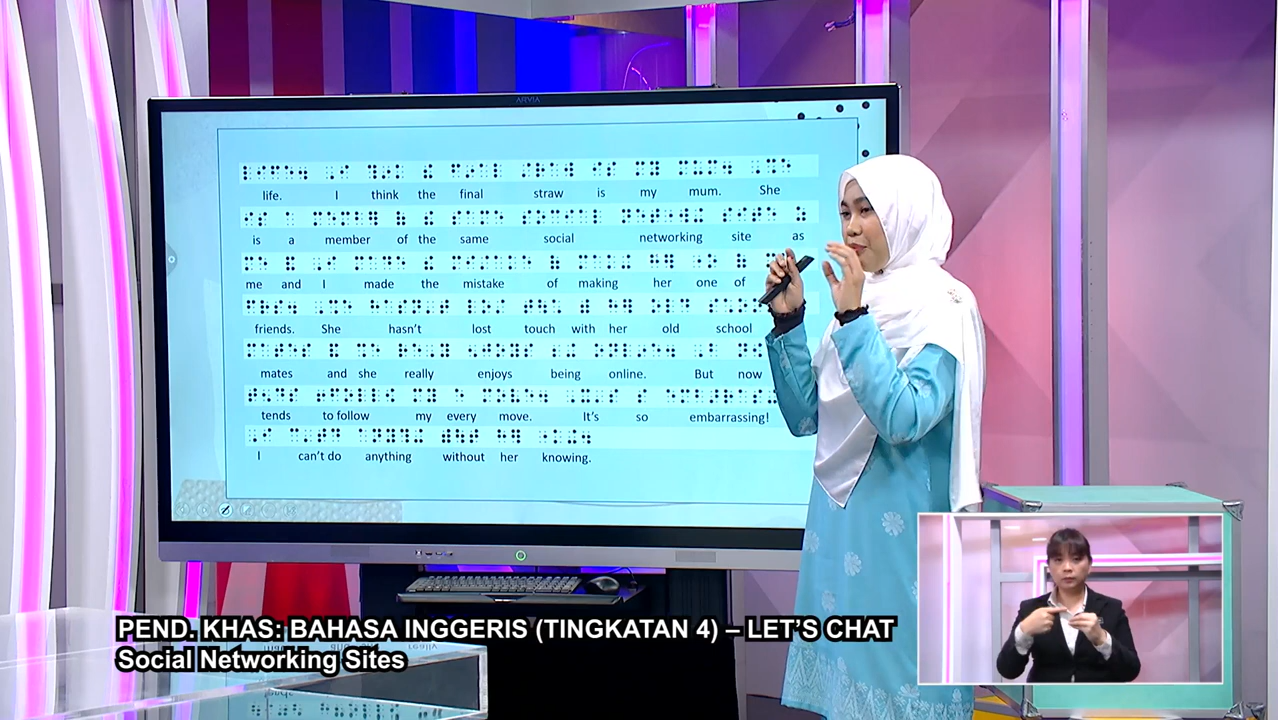 ARVIA
life. I think the final straw is my mum. She
is a member of the same social networking site as
me and I made the mistake of making her one of
friends. She hasn't lost touch with her old school
mates and she really enjoys being online. But now
tends to follow my every move. It's so embarrassing!
I can't do anything without her knowing.
PEND. KHAS: BAHASA INGGERIS (TINGKATAN 4) – LET'S CHAT
Social Networking Sites